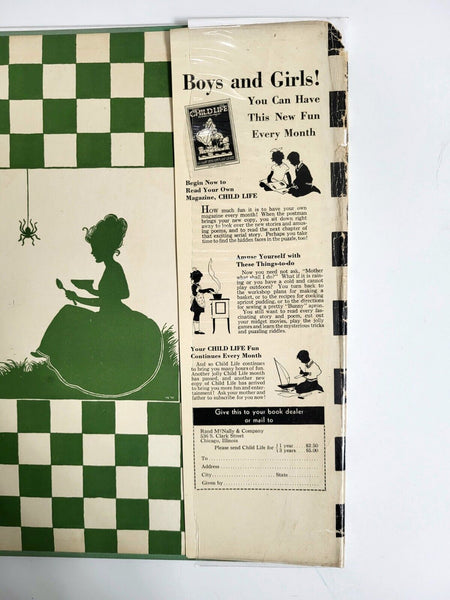 Boys and Girls!
CHILD LIFE
You Can Have
This New Fun
Every Month
Begin Now to
Read Your Own
Magazine, CHILD LIFE
How much fun it is to have your own
magazine every month! When the postman
brings your new copy, you sit down right
away to look over the new stories and amus-
ing poems, and to read the next chapter of
that exciting serial story. Perhaps you take
time to find the hidden faces in the puzzle, too!
Amuse Yourself with
These Things-to-do
Now you need not ask, "Mother
what shall I do?" What if it is rain-
ing or you have a cold and cannot
play outdoors! You turn back to
the workshop plans for making a
basket, or to the recipes for cooking
apricot pudding, or to the directions
for sewing a pretty "Bunny" apron.
You still want to read every fas-
cinating story and poem, cut out
your midget movies, play the jolly
games and learn the mysterious tricks
and puzzling riddles.
Your CHILD LIFE Fun
Continues Every Month
And so Child Life continues
to bring you many hours of fun.
Another jolly Child Life month
has passed, and another new
copy of Child Life has arrived
to bring you more fun and enter-
tainment! Ask your mother and
father to subscribe for you now!
Give this to your book dealer
or mail to
Rand McNally & Company
536 S. Clark Street
Chicago, Illinois
Please send Child Life for { 1 year $2.50
{ 2 years $5.00
To
Address
City State
Given by